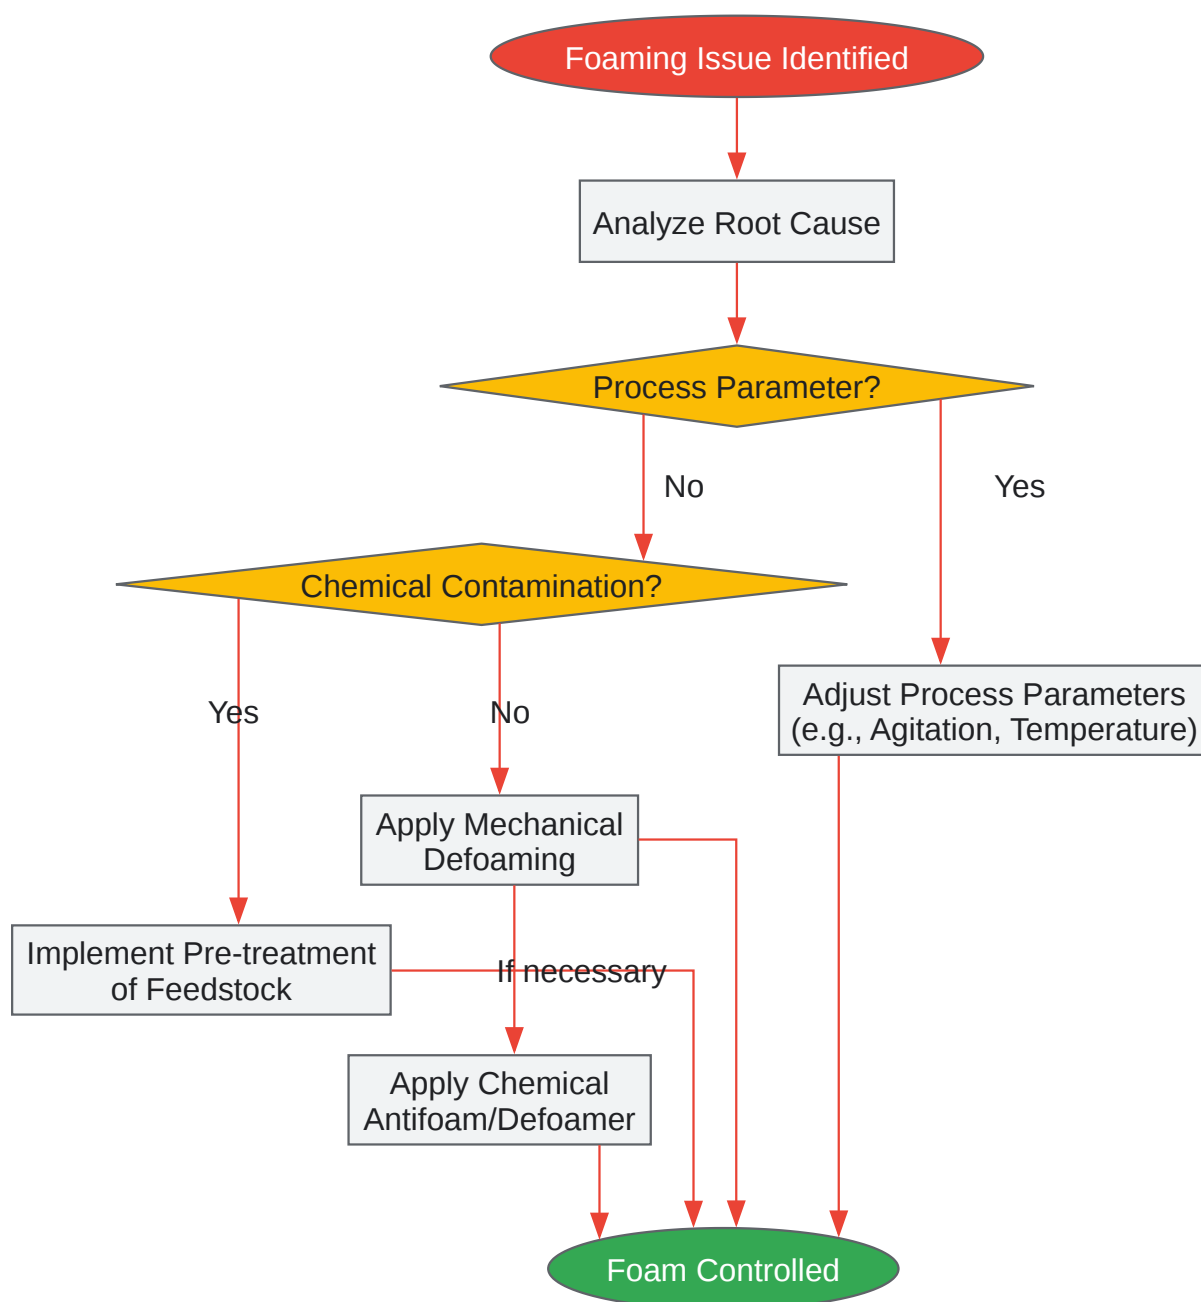 Foaming Issue Identified
Analyze Root Cause
Process Parameter?
No
Yes
Chemical Contamination?
Yes
No
Adjust Process Parameters
(e.g., Agitation, Temperature)
Apply Mechanical
Defoaming
Implement Pre-treatment
of Feedstock
If necessary
Apply Chemical
Antifoam/Defoamer
Foam Controlled